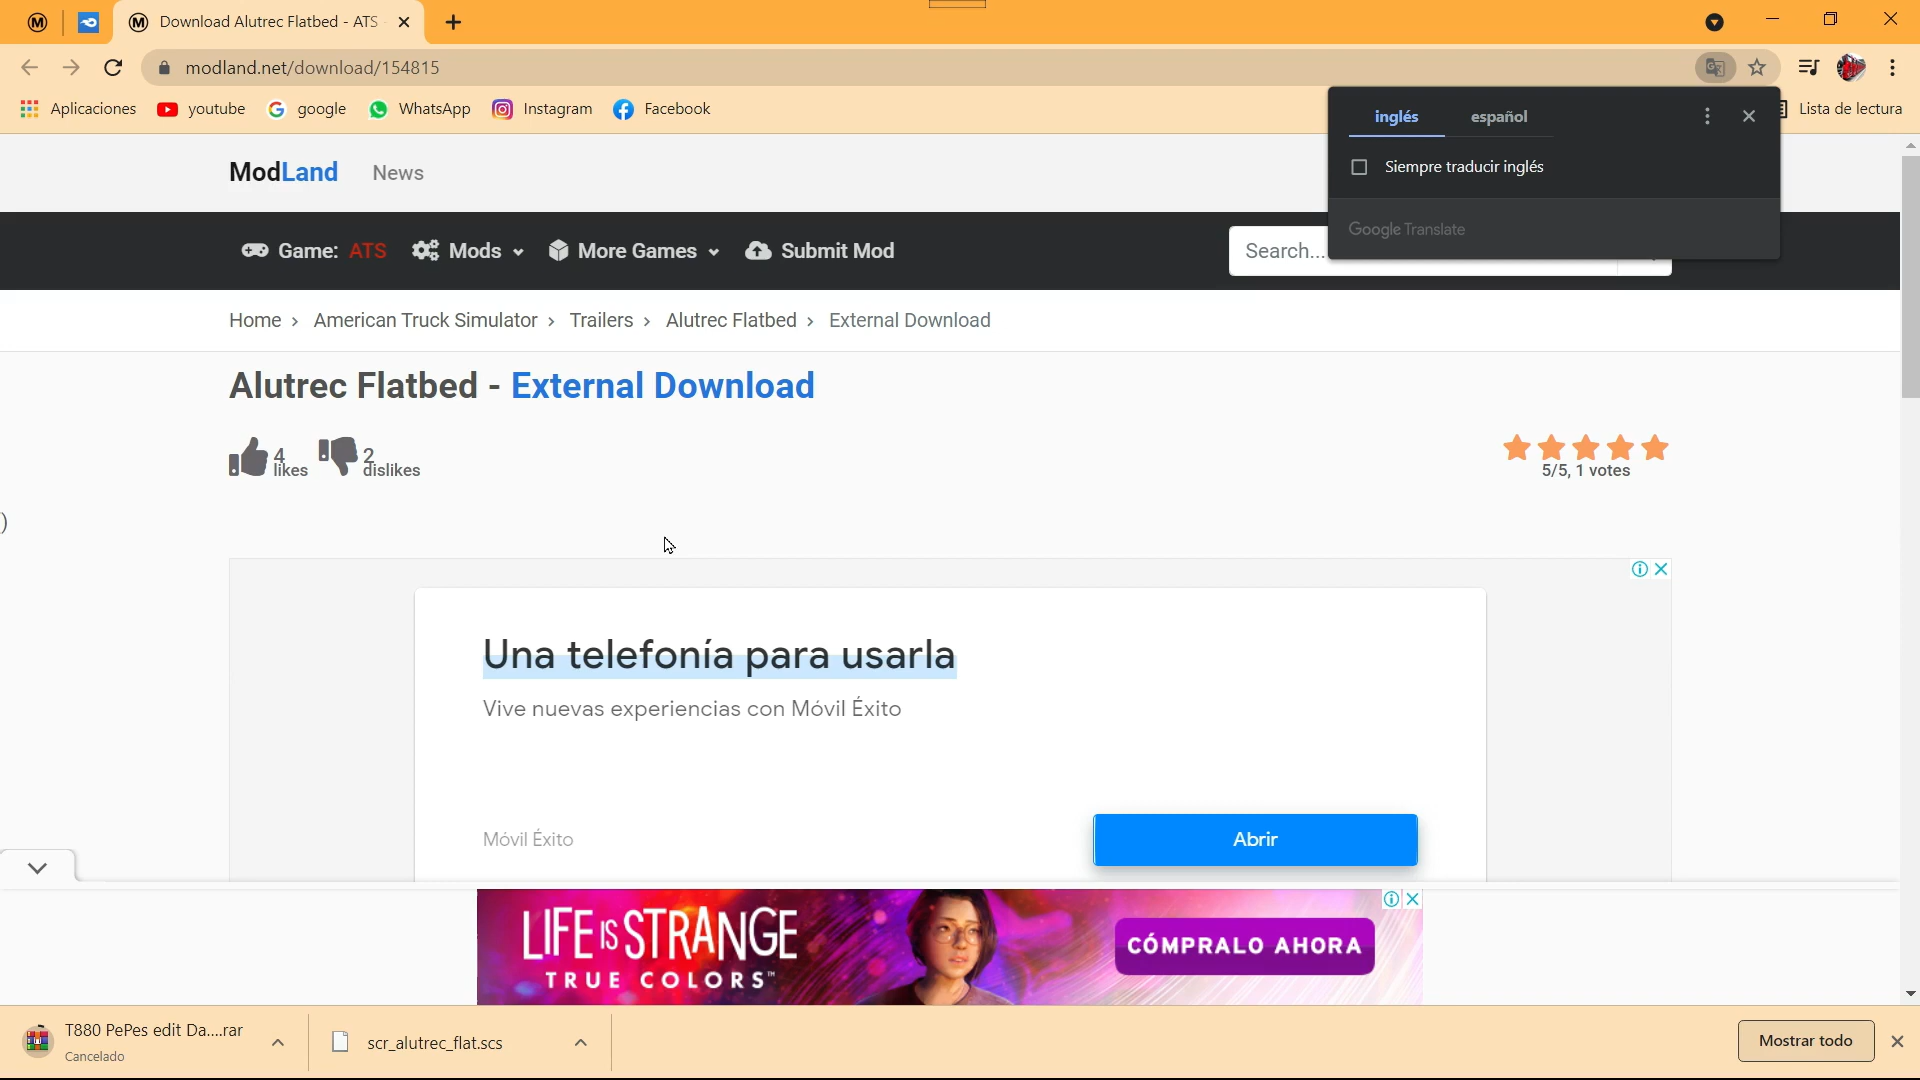 Download Alutrec Flatbed - ATS
modland.net/download/154815
Aplicaciones youtube google WhatsApp Instagram Facebook
Lista de lectura
inglés español
Siempre traducir inglés
Google Translate
ModLand News
Game: ATS Mods More Games Submit Mod
Search...
Home > American Truck Simulator > Trailers > Alutrec Flatbed > External Download
Alutrec Flatbed - External Download
4 likes
2 dislikes
5/5, 1 votes
)
Una telefonía para usarla
Vive nuevas experiencias con Móvil Éxito
Móvil Éxito
Abrir
LIFE IS STRANGE
TRUE COLORS™
CÓMPRALO AHORA
T880 PePes edit Da....rar
Cancelado
scr_alutrec_flat.scs
Mostrar todo